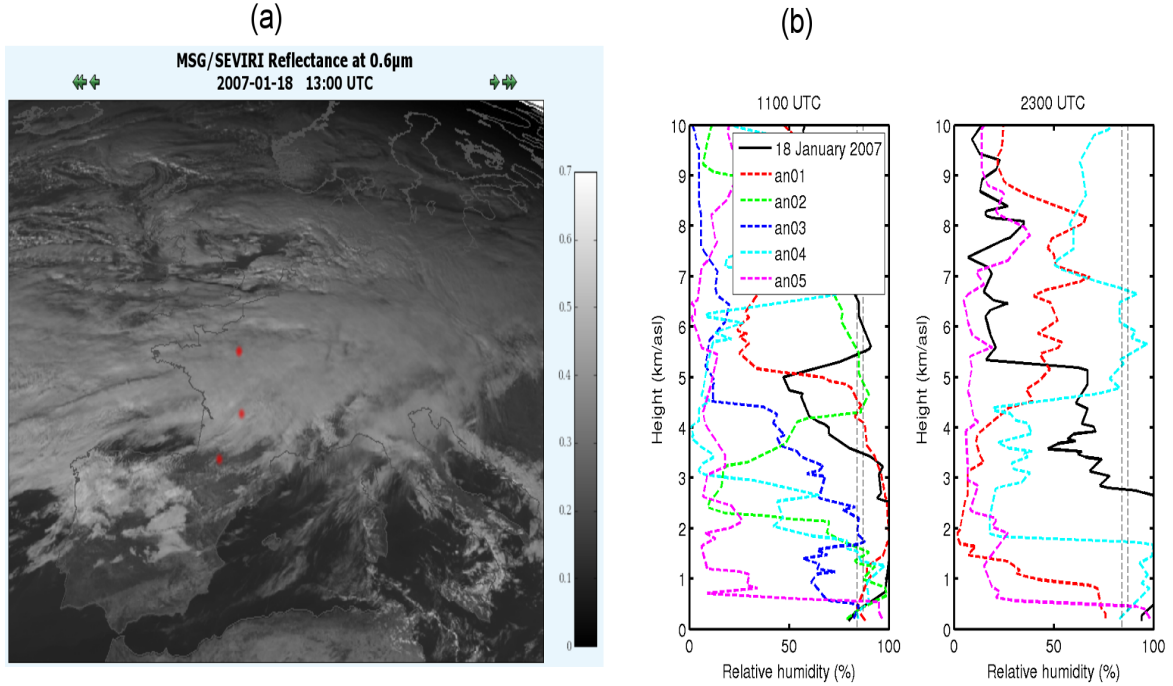 (a)
MSG/SEVIRI Reflectance at 0.6µm
2007-01-18 13:00 UTC
0.7
0.6
0.5
0.4
0.3
0.2
0.1
0
(b)
1100 UTC
Height (km/asl)
10
9
8
7
6
5
4
3
2
1
0
18 January 2007
an01
an02
an03
an04
an05
0
50
100
Relative humidity (%)
2300 UTC
Height (km/asl)
10
9
8
7
6
5
4
3
2
1
0
0
50
100
Relative humidity (%)